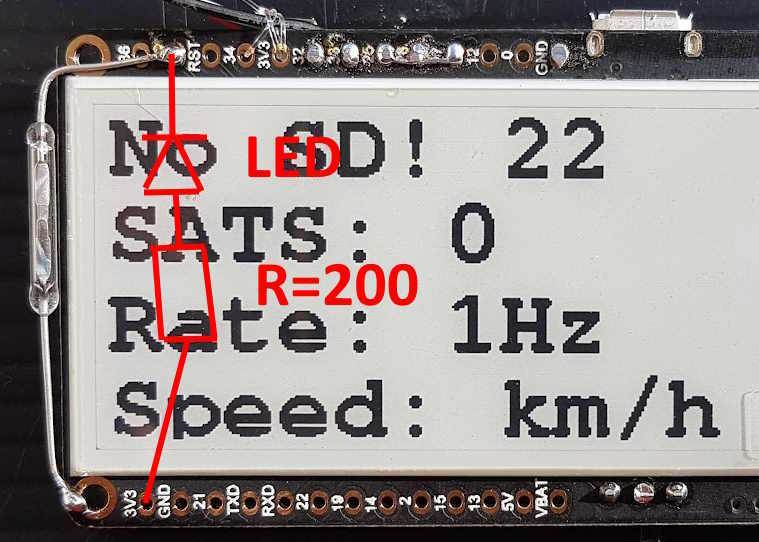 36 RST 34 3V3 32 33 25 26 12 0 GND
No SD! 22
LED
SATS: 0
R=200
Rate: 1Hz
Speed: km/h
3V3 GND 21 TXD RXD 22 19 14 2 15 13 5V VBAT